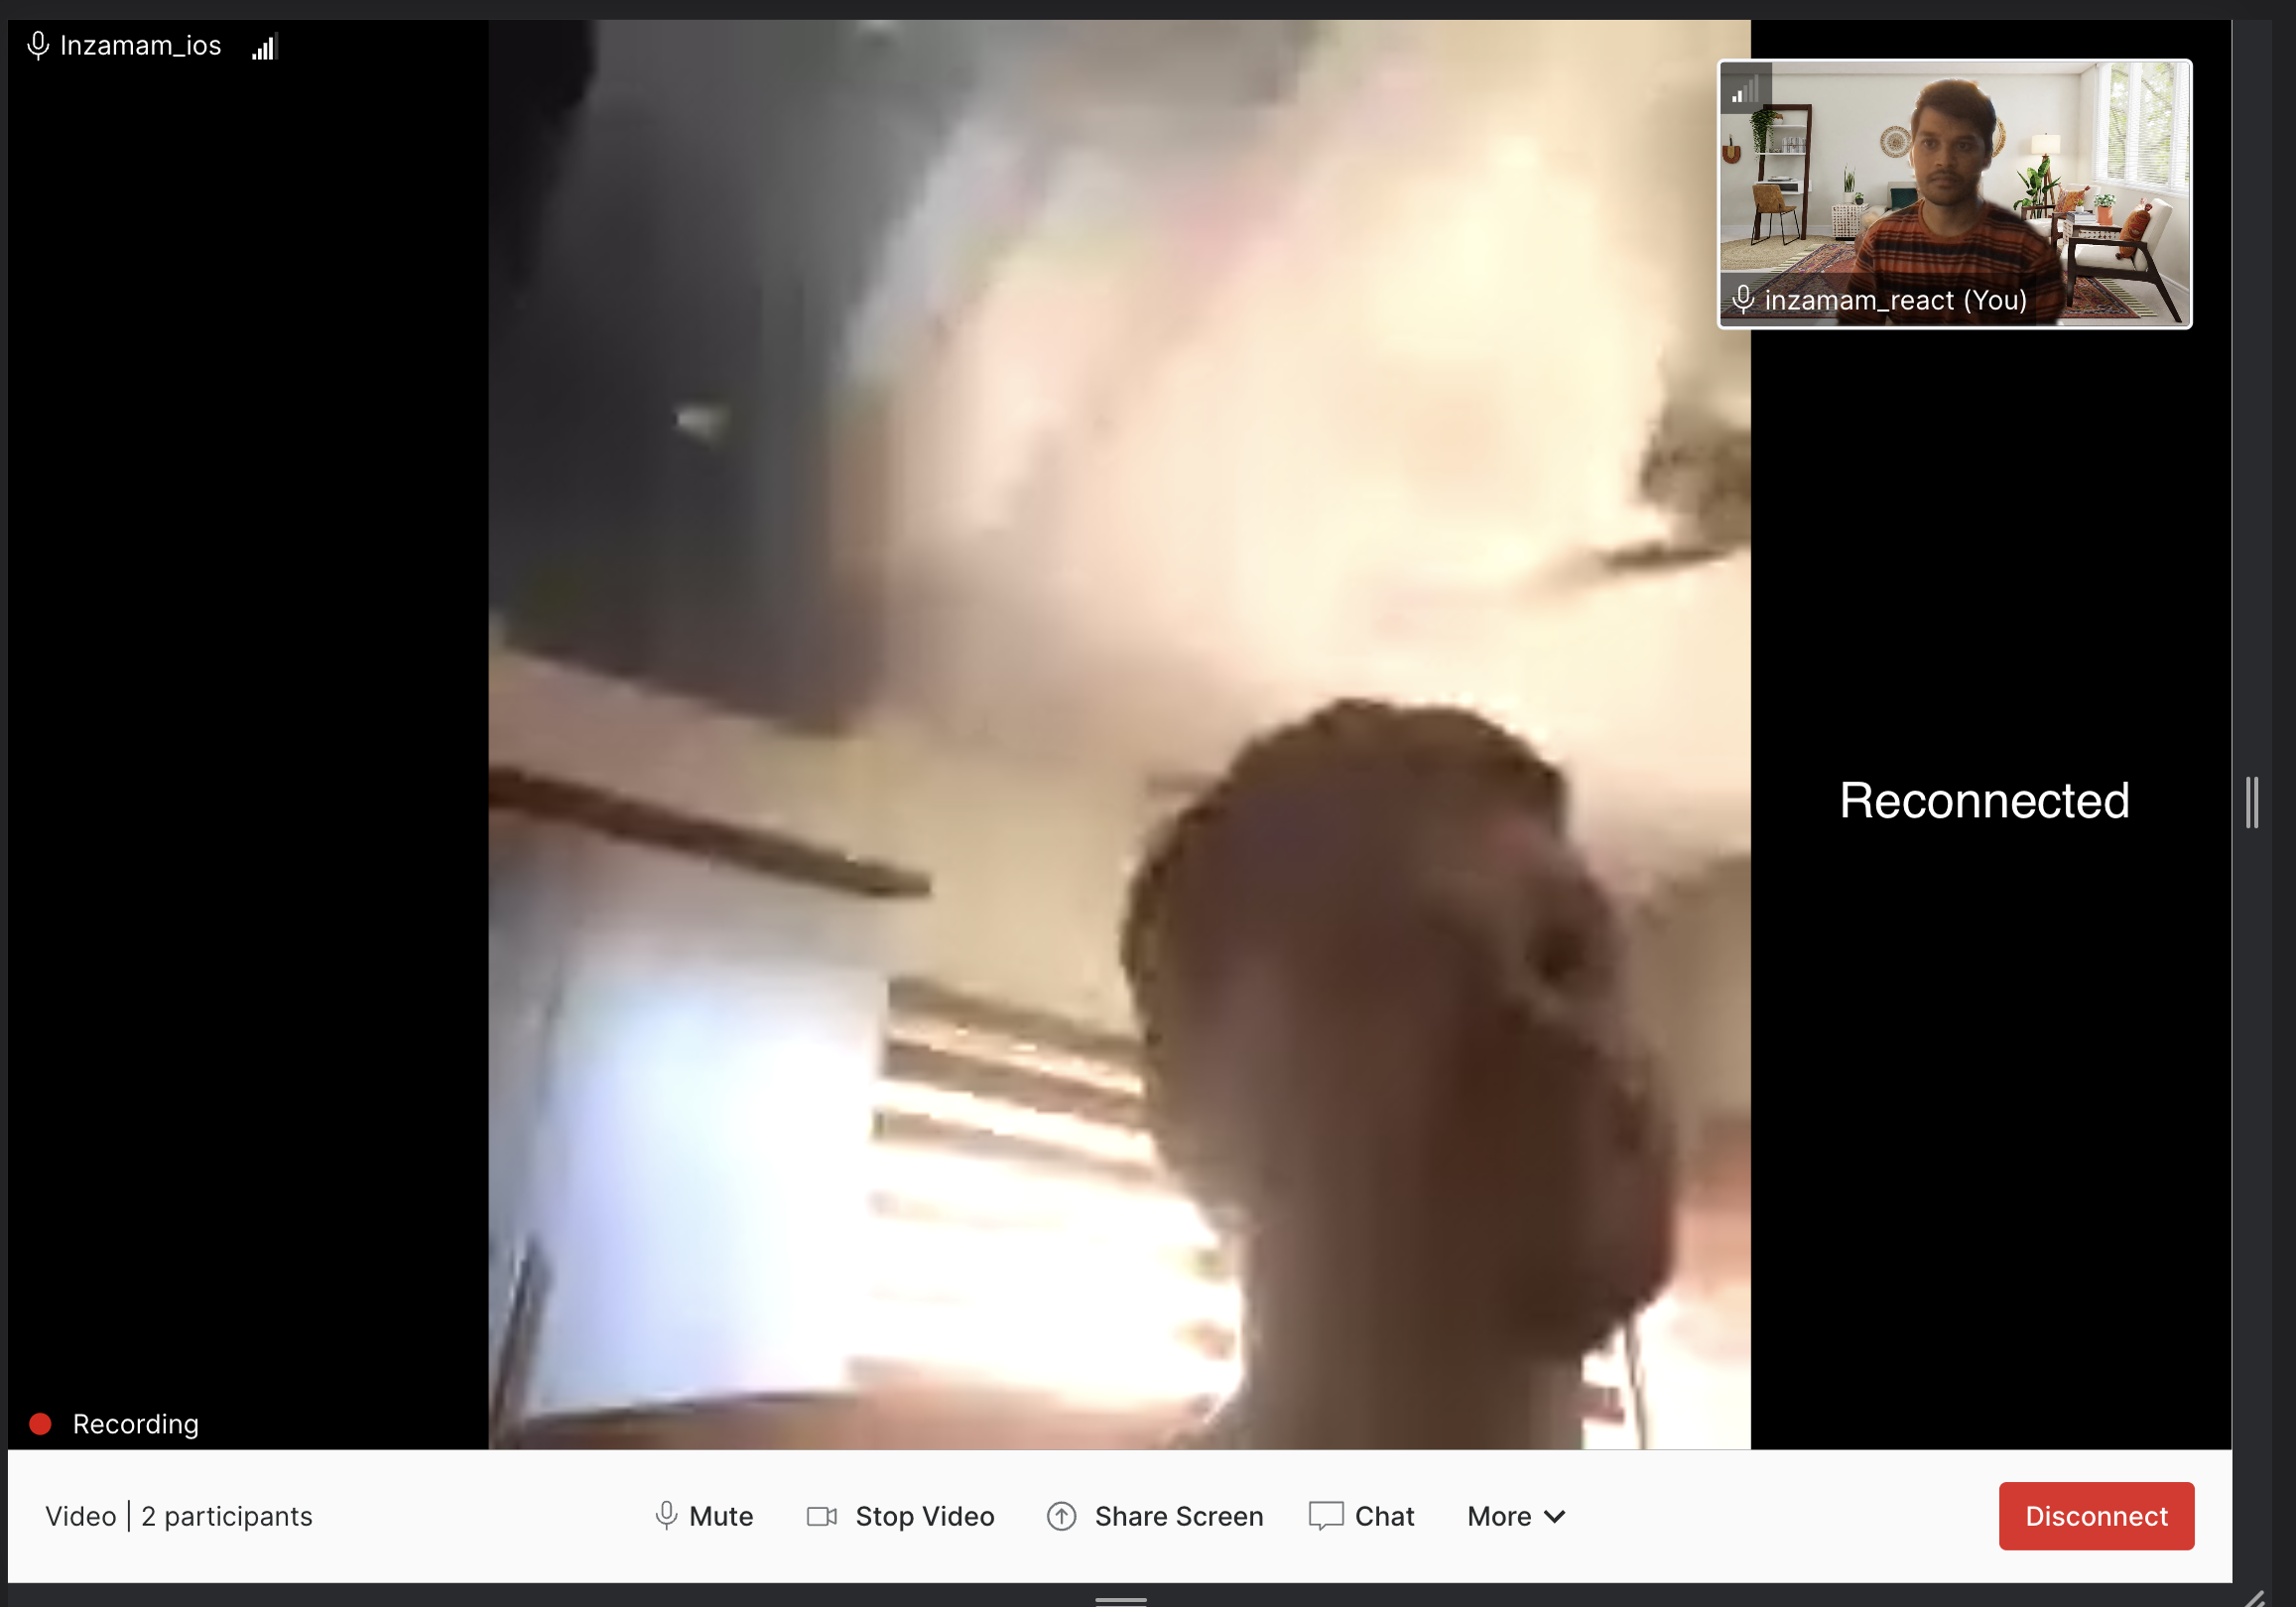 Inzamam_ios
inzamam_react (You)
Reconnected
Recording
Video | 2 participants
Mute
Stop Video
Share Screen
Chat
More
Disconnect